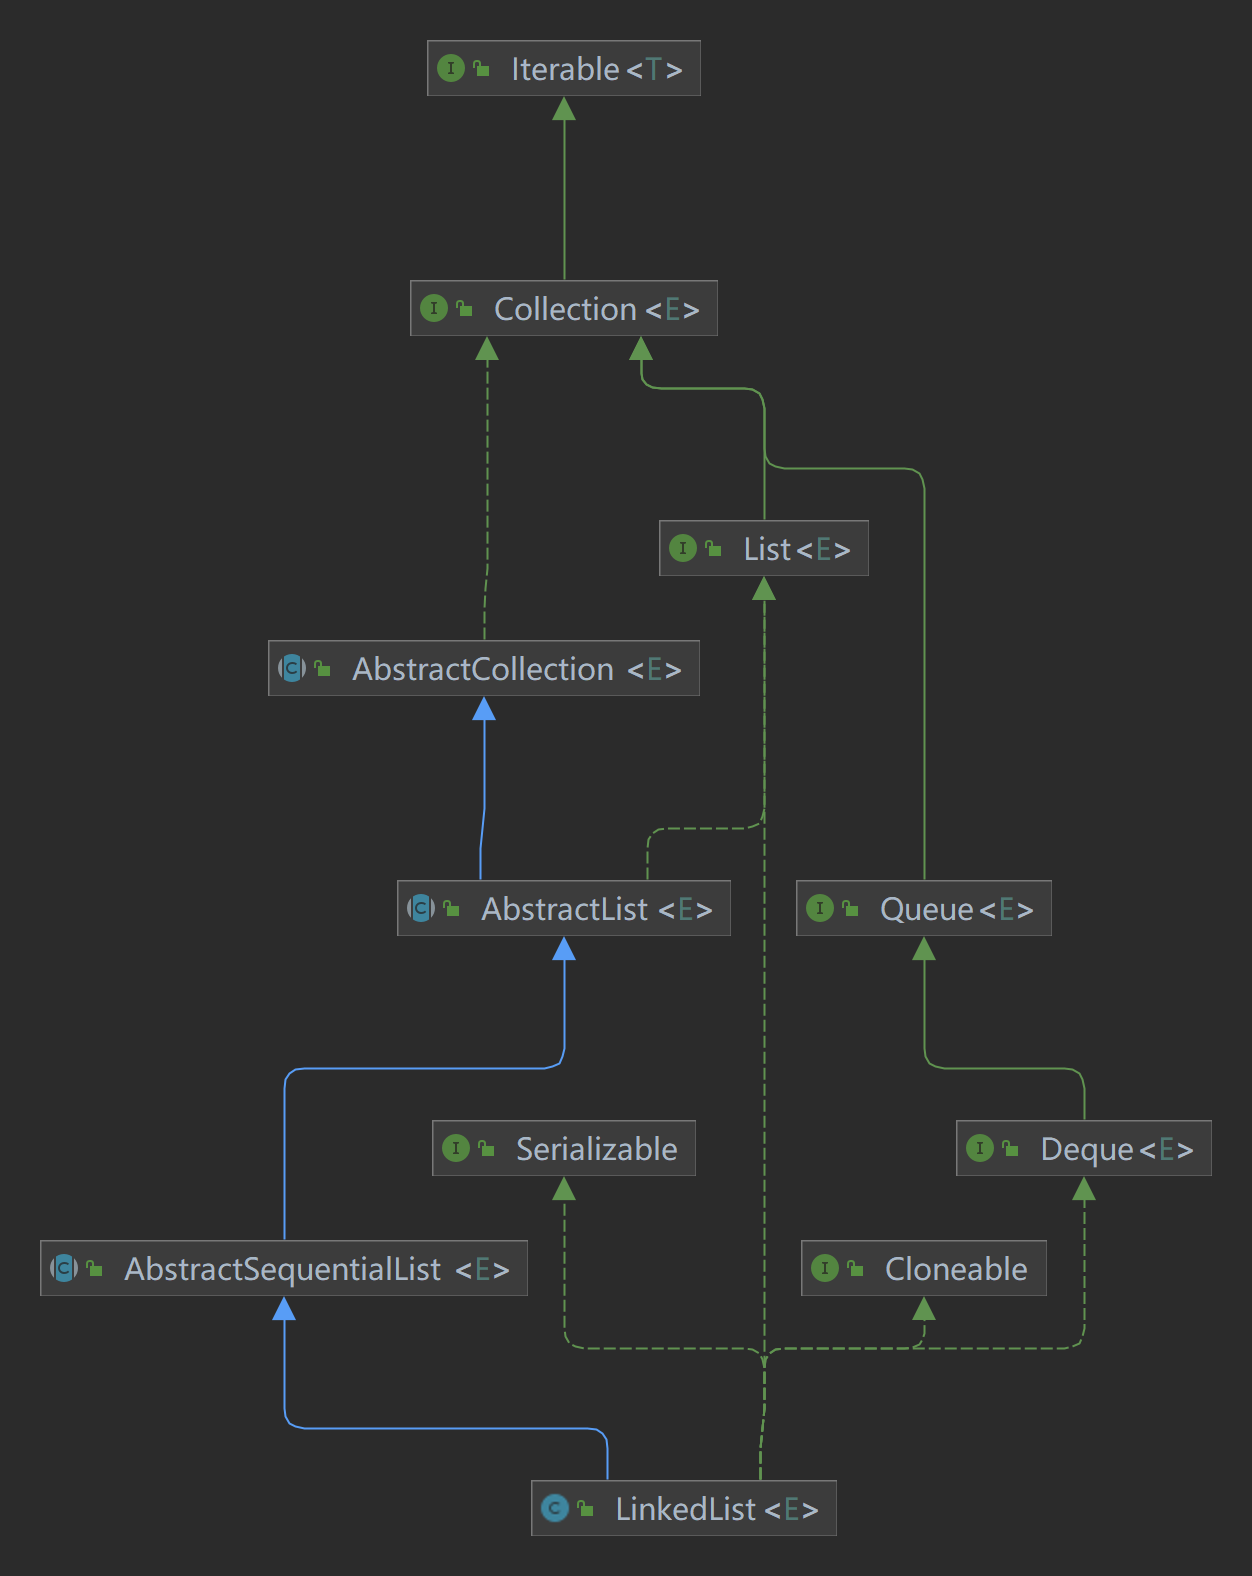 Iterable<T>
Collection<E>
List<E>
AbstractCollection <E>
AbstractList <E>
Queue<E>
Serializable
Deque<E>
AbstractSequentialList <E>
Cloneable
LinkedList <E>